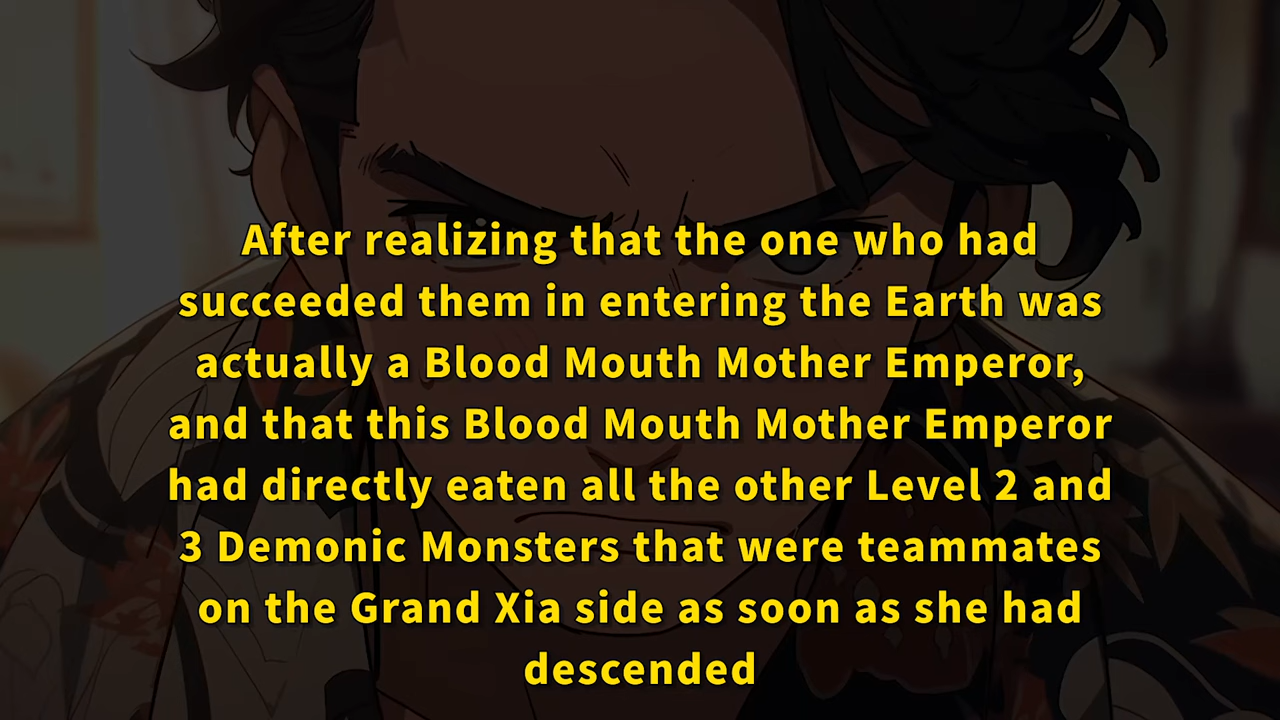 After realizing that the one who had
succeeded them in entering the Earth was
actually a Blood Mouth Mother Emperor,
and that this Blood Mouth Mother Emperor
had directly eaten all the other Level 2 and
3 Demonic Monsters that were teammates
on the Grand Xia side as soon as she had
descended